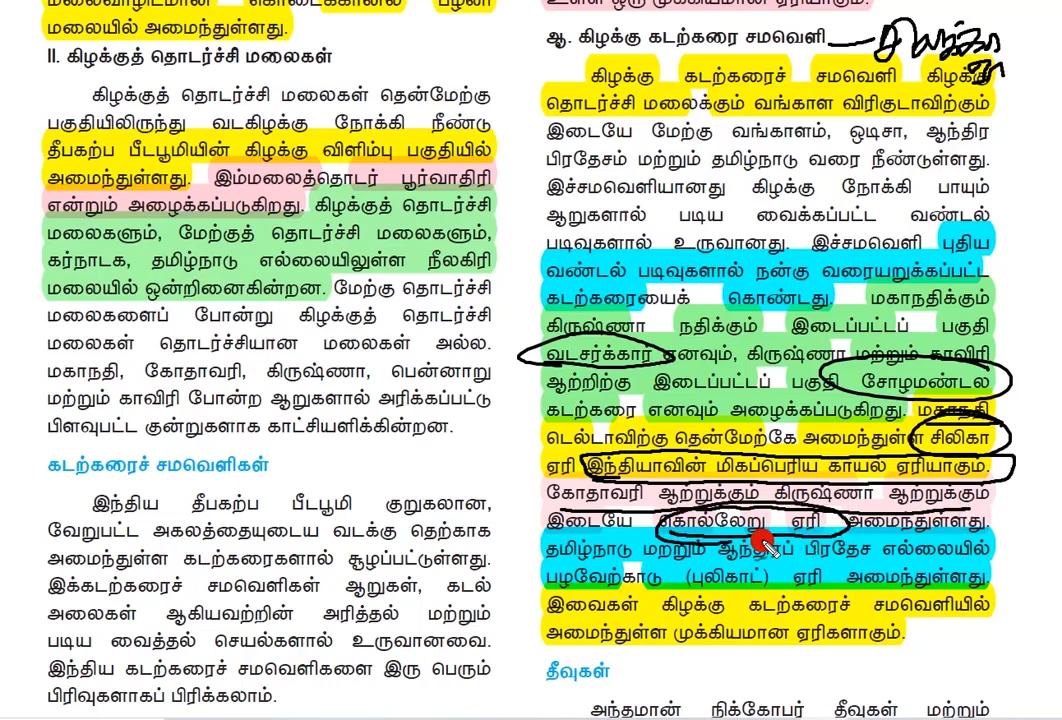 மலைவாழிடமான கொடைக்கானல் பழனி
மலையில் அமைந்துள்ளது.
II. கிழக்குத் தொடர்ச்சி மலைகள்
கிழக்குத் தொடர்ச்சி மலைகள் தென்மேற்கு
பகுதியிலிருந்து வடகிழக்கு நோக்கி நீண்டு
தீபகற்ப பீடபூமியின் கிழக்கு விளிம்பு பகுதியில்
அமைந்துள்ளது. இம்மலைத்தொடர் பூர்வாதிரி
என்றும் அழைக்கப்படுகிறது. கிழக்குத் தொடர்ச்சி
மலைகளும், மேற்குத் தொடர்ச்சி மலைகளும்,
கர்நாடக, தமிழ்நாடு எல்லையிலுள்ள நீலகிரி
மலையில் ஒன்றினைகின்றன. மேற்கு தொடர்ச்சி
மலைகளைப் போன்று கிழக்குத் தொடர்ச்சி
மலைகள் தொடர்ச்சியான மலைகள் அல்ல.
மகாநதி, கோதாவரி, கிருஷ்ணா, பென்னாறு
மற்றும் காவிரி போன்ற ஆறுகளால் அரிக்கப்பட்டு
பிளவுபட்ட குன்றுகளாக காட்சியளிக்கின்றன.
கடற்கரைச் சமவெளிகள்
இந்திய தீபகற்ப பீடபூமி குறுகலான,
வேறுபட்ட அகலத்தையுடைய வடக்கு தெற்காக
அமைந்துள்ள கடற்கரைகளால் சூழப்பட்டுள்ளது.
இக்கடற்கரைச் சமவெளிகள் ஆறுகள், கடல்
அலைகள் ஆகியவற்றின் அரித்தல் மற்றும்
படிய வைத்தல் செயல்களால் உருவானவை.
இந்திய கடற்கரைச் சமவெளிகளை இரு பெரும்
பிரிவுகளாகப் பிரிக்கலாம்.
உள்ள ஒரு முக்கியமான ஏரியாகும்.
ஆ. கிழக்கு கடற்கரை சமவெளி
கிழக்கு கடற்கரைச் சமவெளி கிழக்கு
தொடர்ச்சி மலைக்கும் வங்காள விரிகுடாவிற்கும்
இடையே மேற்கு வங்காளம், ஒடிசா, ஆந்திர
பிரதேசம் மற்றும் தமிழ்நாடு வரை நீண்டுள்ளது.
இச்சமவெளியானது கிழக்கு நோக்கி பாயும்
ஆறுகளால் படிய வைக்கப்பட்ட வண்டல்
படிவுகளால் உருவானது. இச்சமவெளி புதிய
வண்டல் படிவுகளால் நன்கு வரையறுக்கப்பட்ட
கடற்கரையைக் கொண்டது. மகாநதிக்கும்
கிருஷ்ணா நதிக்கும் இடைப்பட்டப் பகுதி
வடசர்க்கார் எனவும், கிருஷ்ணா மற்றும் காவிரி
ஆற்றிற்கு இடைப்பட்டப் பகுதி சோழமண்டல
கடற்கரை எனவும் அழைக்கப்படுகிறது. மகாநதி
டெல்டாவிற்கு தென்மேற்கே அமைந்துள்ள சிலிகா
ஏரி இந்தியாவின் மிகப்பெரிய காயல் ஏரியாகும்.
கோதாவரி ஆற்றுக்கும் கிருஷ்ணா ஆற்றுக்கும்
இடையே கொல்லேறு ஏரி அமைந்துள்ளது.
தமிழ்நாடு மற்றும் ஆந்திரப் பிரதேச எல்லையில்
பழவேற்காடு (புலிகாட்) ஏரி அமைந்துள்ளது.
இவைகள் கிழக்கு கடற்கரைச் சமவெளியில்
அமைந்துள்ள முக்கியமான ஏரிகளாகும்.
தீவுகள்
அந்தமான் நிக்கோபர் தீவுகள் மற்றும்